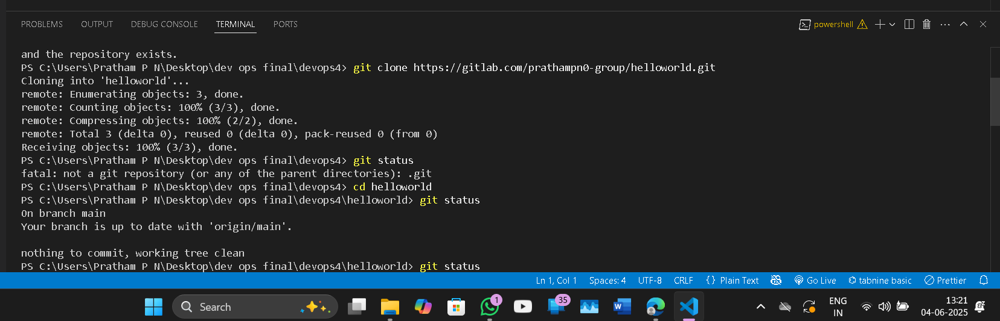 PROBLEMS OUTPUT DEBUG CONSOLE TERMINAL PORTS powershell
and the repository exists.
PS C:\Users\Pratham P N\Desktop\dev ops final\devops4> git clone https://gitlab.com/prathampn0-group/helloworld.git
Cloning into 'helloworld'...
remote: Enumerating objects: 3, done.
remote: Counting objects: 100% (3/3), done.
remote: Compressing objects: 100% (2/2), done.
remote: Total 3 (delta 0), reused 0 (delta 0), pack-reused 0 (from 0)
Receiving objects: 100% (3/3), done.
PS C:\Users\Pratham P N\Desktop\dev ops final\devops4> git status
fatal: not a git repository (or any of the parent directories): .git
PS C:\Users\Pratham P N\Desktop\dev ops final\devops4> cd helloworld
PS C:\Users\Pratham P N\Desktop\dev ops final\devops4\helloworld> git status
On branch main
Your branch is up to date with 'origin/main'.
nothing to commit, working tree clean
PS C:\Users\Pratham P N\Desktop\dev ops final\devops4\helloworld> git status
Ln 1, Col 1 Spaces: 4 UTF-8 CRLF {} Plain Text Go Live tabnine basic Prettier
Search 1 35 ENG 13:21
IN 04-06-2025